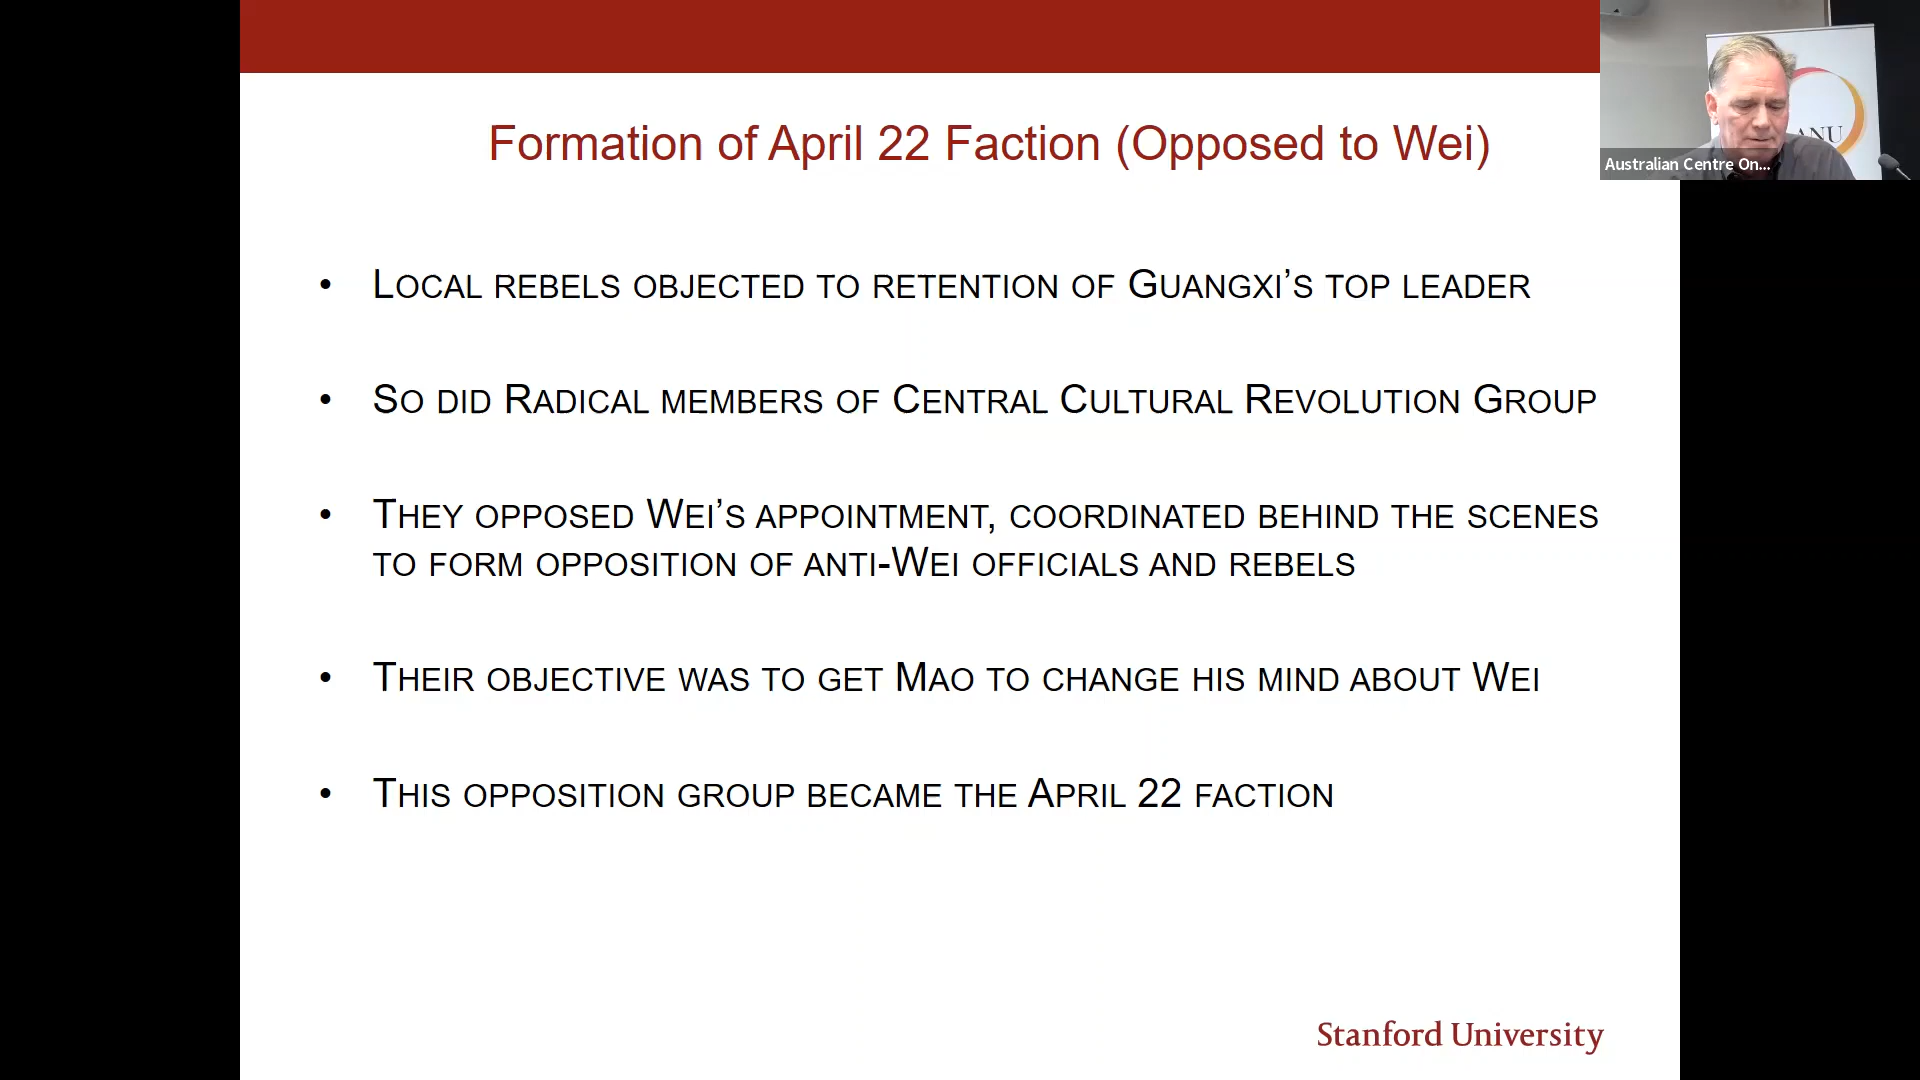 Formation of April 22 Faction (Opposed to Wei)
ANU
Australian Centre On...
• Local rebels objected to retention of Guangxi’s top leader
• So did Radical members of Central Cultural Revolution Group
• They opposed Wei’s appointment, coordinated behind the scenes
to form opposition of anti-Wei officials and rebels
• Their objective was to get Mao to change his mind about Wei
• This opposition group became the April 22 faction
Stanford University